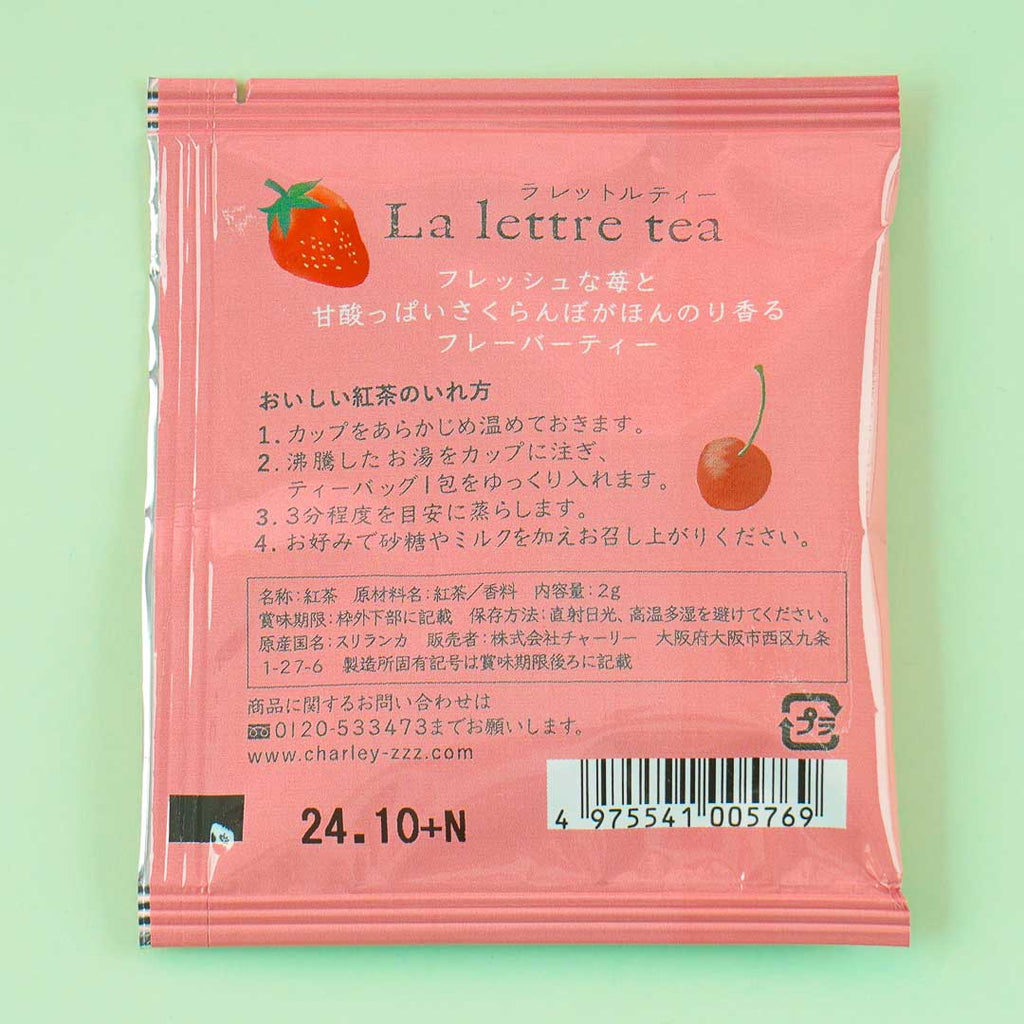 ラレットルティー
La lettre tea
フレッシュな苺と
甘酸っぱいさくらんぼがほんのり香る
フレーバーティー
おいしい紅茶のいれ方
1. カップをあらかじめ温めておきます。
2. 沸騰したお湯をカップに注ぎ、
ティーバッグ1包をゆっくり入れます。
3. 3分程度を目安に蒸らします。
4. お好みで砂糖やミルクを加えお召し上がりください。
名称:紅茶 原材料名:紅茶/香料 内容量:2g
賞味期限:枠外下部に記載 保存方法:直射日光、高温多湿を避けてください。
原産国名:スリランカ 販売者:株式会社チャーリー 大阪府大阪市西区九条
1-27-6 製造所固有記号は賞味期限後ろに記載
商品に関するお問い合わせは
0120-533473までお願いします。
www.charley-zzz.com
プラ
4 975541 005769
24.10+N